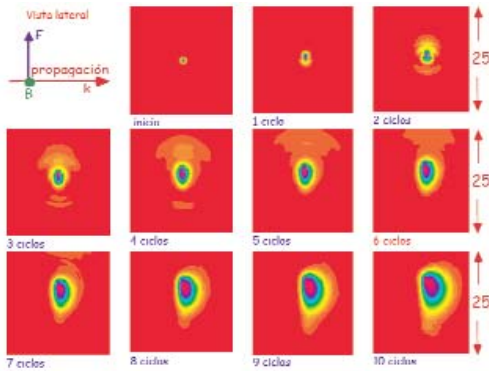 Vista lateral
F
propagación
B
k
inicio
1 ciclo
2 ciclos
25
3 ciclos
4 ciclos
5 ciclos
6 ciclos
25
7 ciclos
8 ciclos
9 ciclos
10 ciclos
25